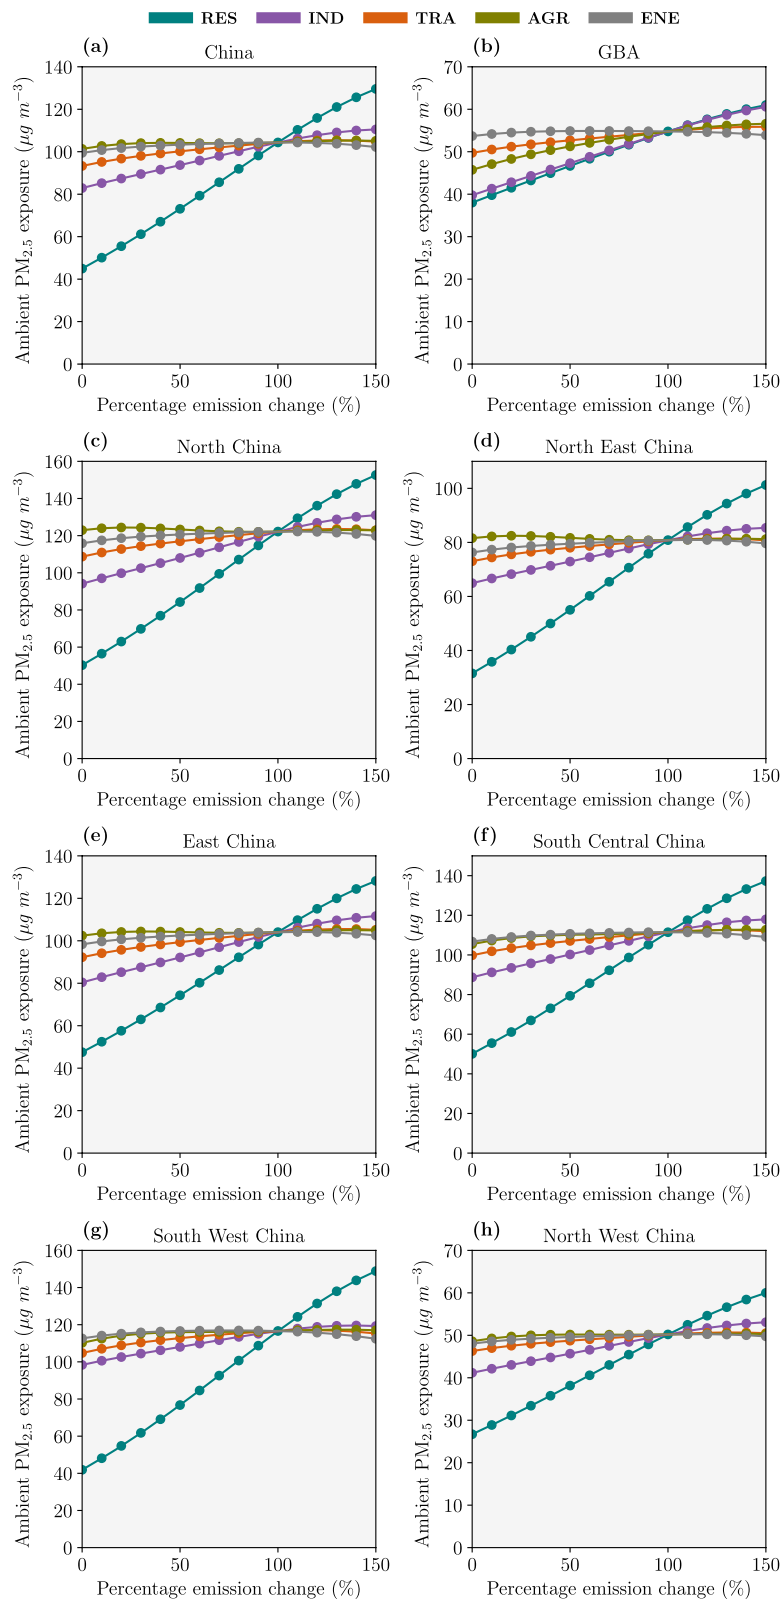 RES IND TRA AGR ENE
(a) China (b) GBA
140 70
120 60
100 50
80 40
60 30
40 20
20 10
0 0
Ambient PM2.5 exposure (μg m−3) Ambient PM2.5 exposure (μg m−3)
0 50 100 150 0 50 100 150
Percentage emission change (%) Percentage emission change (%)
(c) North China (d) North East China
160
140 100
120 80
100 60
80 40
60 20
40 0
20
0
Ambient PM2.5 exposure (μg m−3) Ambient PM2.5 exposure (μg m−3)
0 50 100 150 0 50 100 150
Percentage emission change (%) Percentage emission change (%)
(e) East China (f) South Central China
140 140
120 120
100 100
80 80
60 60
40 40
20 20
0 0
Ambient PM2.5 exposure (μg m−3) Ambient PM2.5 exposure (μg m−3)
0 50 100 150 0 50 100 150
Percentage emission change (%) Percentage emission change (%)
(g) South West China (h) North West China
160 70
140 60
120 50
100 40
80 30
60 20
40 10
20 0
0
Ambient PM2.5 exposure (μg m−3) Ambient PM2.5 exposure (μg m−3)
0 50 100 150 0 50 100 150
Percentage emission change (%) Percentage emission change (%)